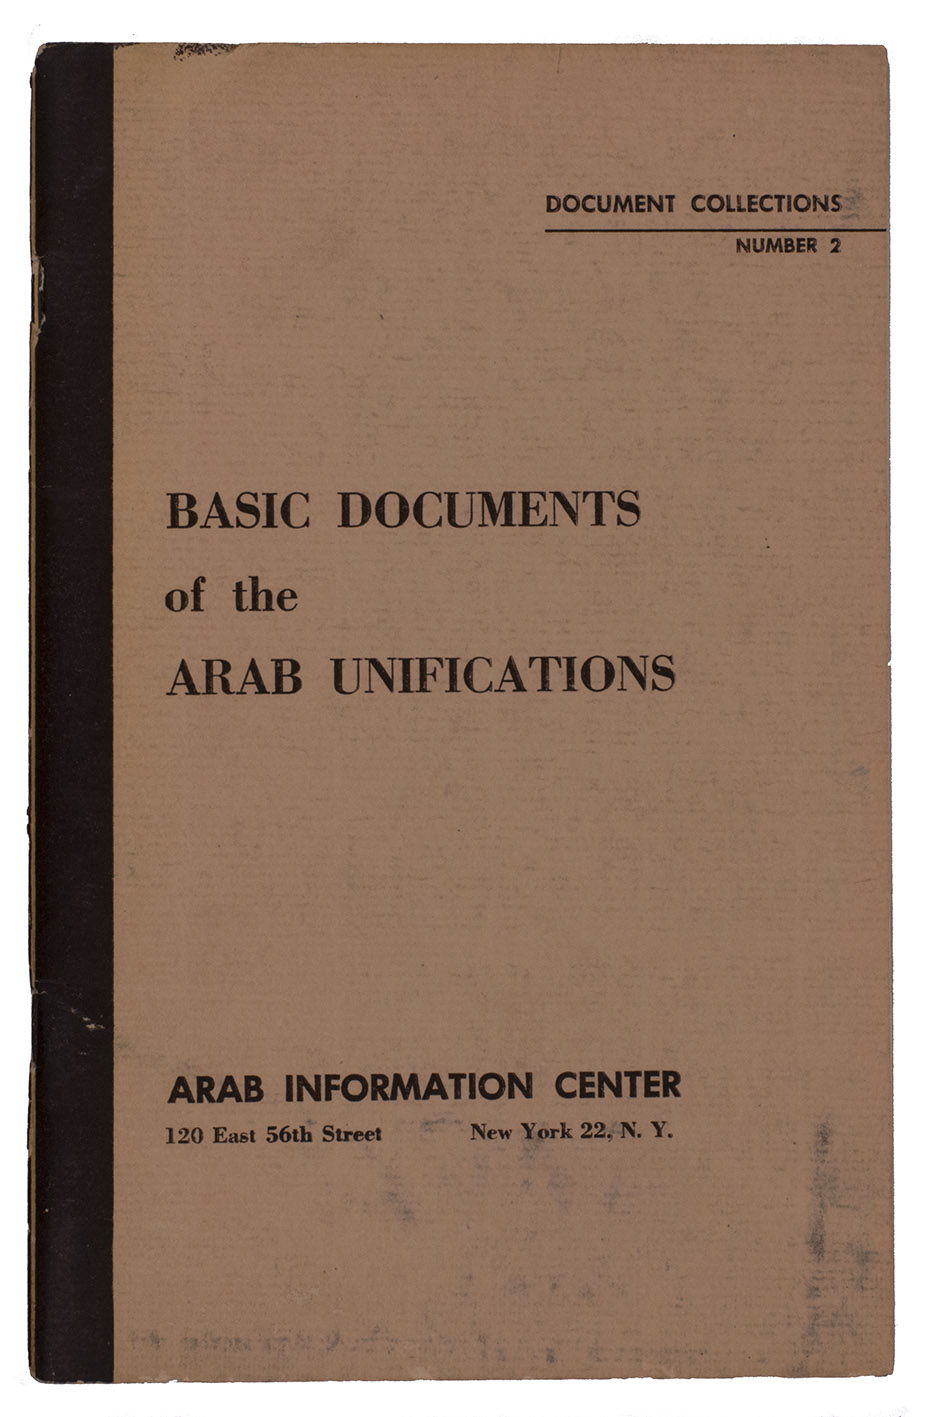 DOCUMENT COLLECTIONS
NUMBER 2
BASIC DOCUMENTS
of the
ARAB UNIFICATIONS
ARAB INFORMATION CENTER
120 East 56th Street New York 22, N. Y.